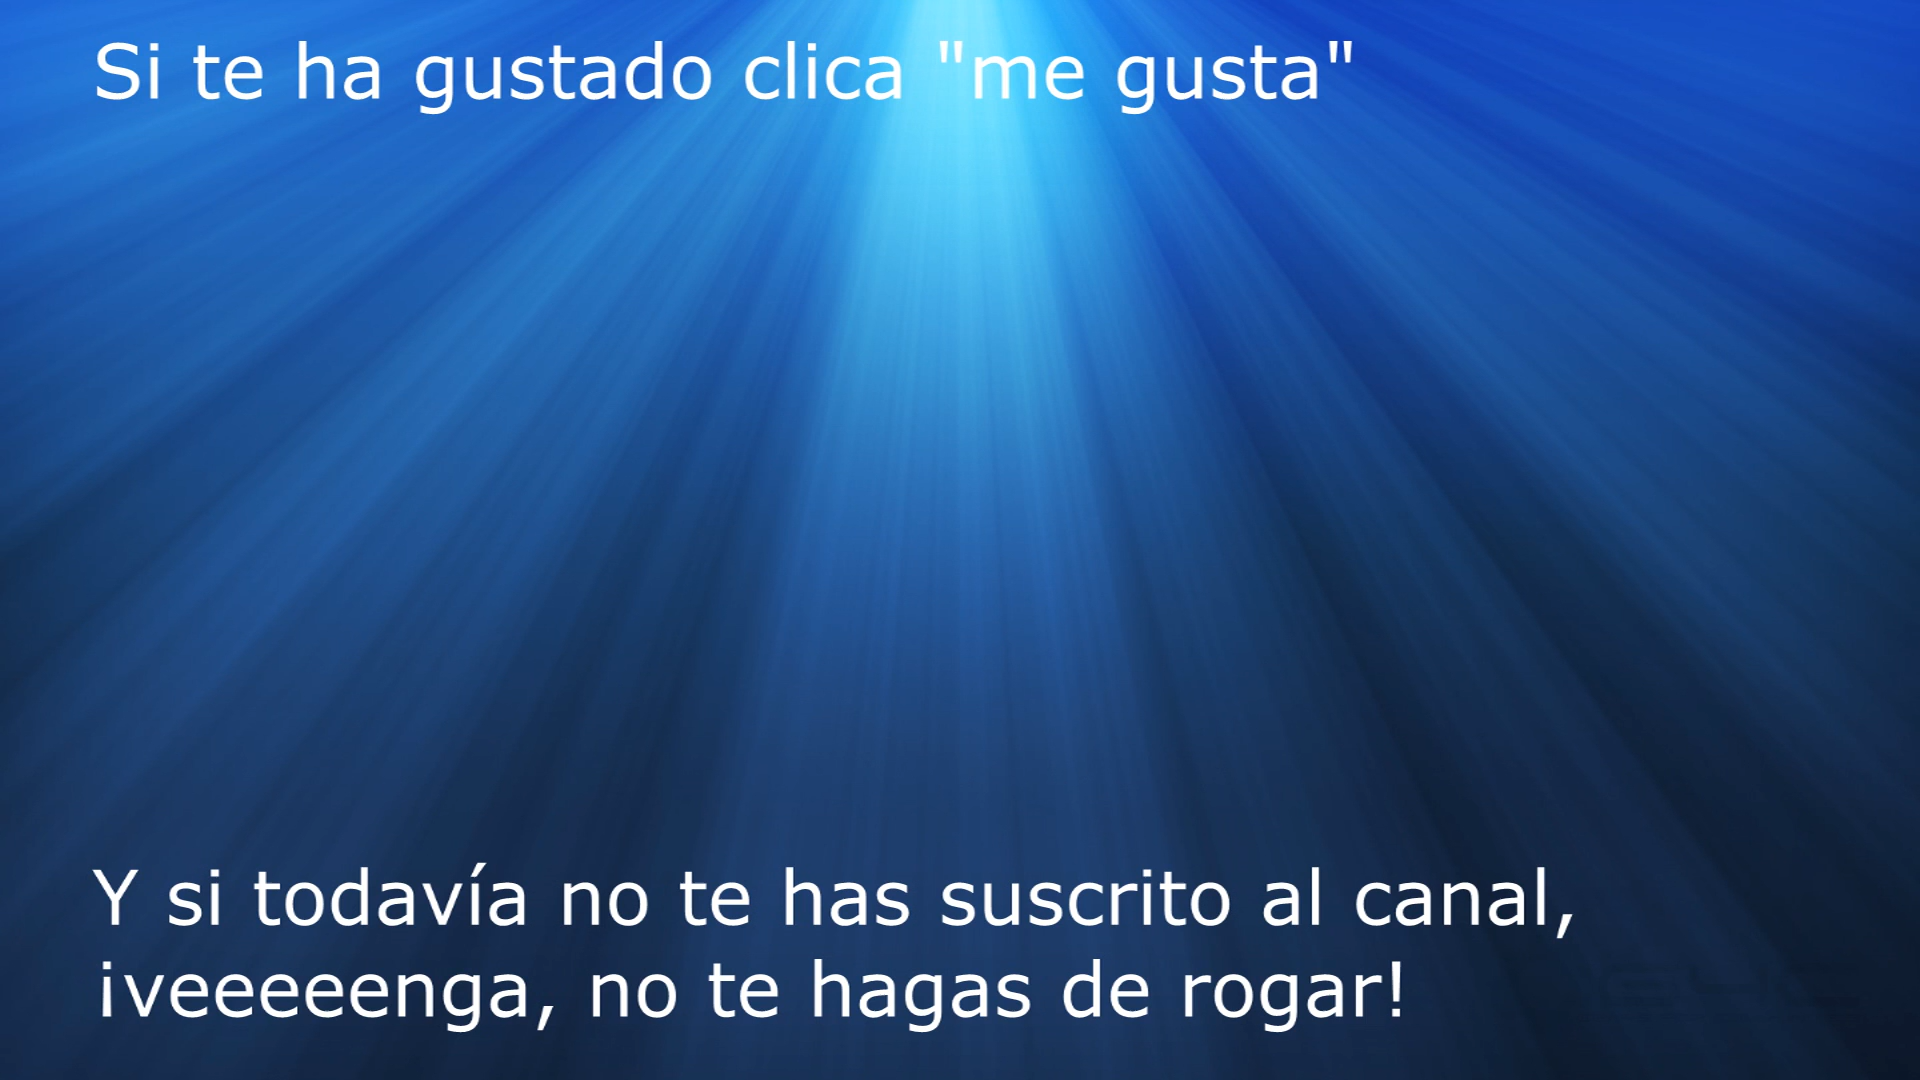 Si te ha gustado clica "me gusta"
Y si todavía no te has suscrito al canal,
¡veeeeenga, no te hagas de rogar!